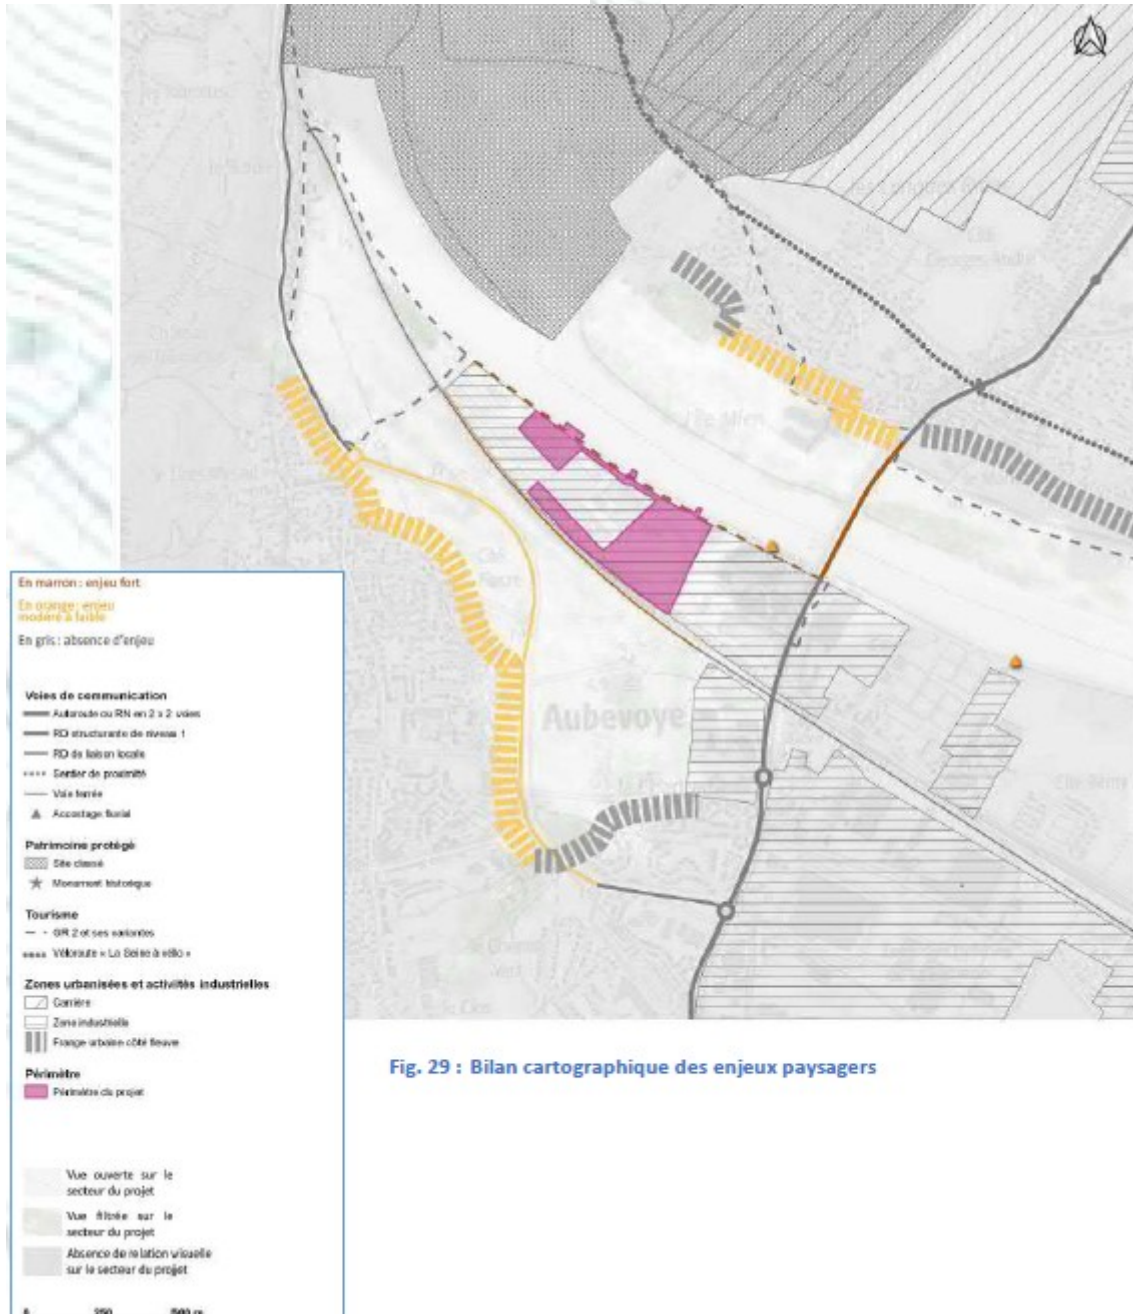 Aubevoye
En marron : enjeu fort
En orange : enjeu
modéré à faible
En gris : absence d'enjeu
Voies de communication
Autoroute ou RN en 2 x 2 voies
RD structurante de niveau 1
RD de liaison locale
Sentier de proximité
Voie ferrée
Accostage fluvial
Patrimoine protégé
Site classé
Monument historique
Tourisme
GR 2 et ses variantes
Véloroute « La Seine à vélo »
Zones urbanisées et activités industrielles
Carrière
Zone industrielle
Frange urbaine côté fleuve
Périmètre
Périmètre du projet
Vue ouverte sur le
secteur du projet
Vue filtrée sur le
secteur du projet
Absence de relation visuelle
sur le secteur du projet
0 250 500 m
Fig. 29 : Bilan cartographique des enjeux paysagers